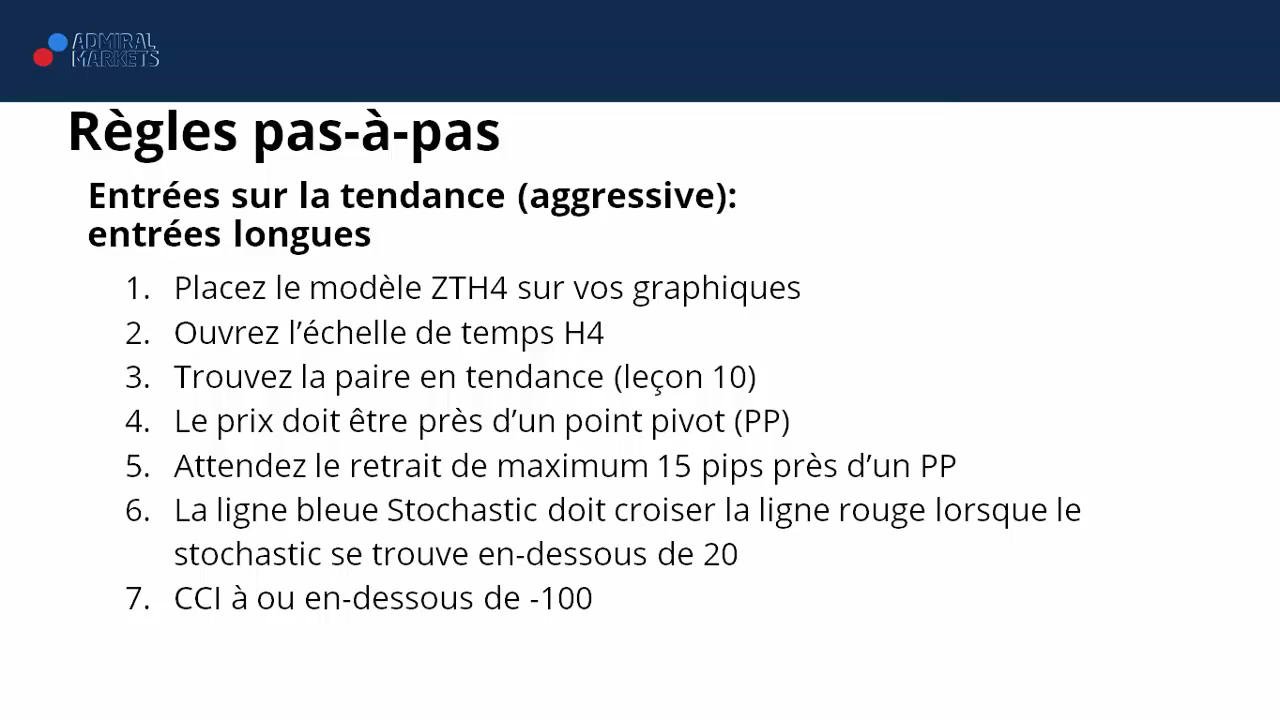 ADMIRAL
MARKETS
Règles pas-à-pas
Entrées sur la tendance (aggressive):
entrées longues
1. Placez le modèle ZTH4 sur vos graphiques
2. Ouvrez l’échelle de temps H4
3. Trouvez la paire en tendance (leçon 10)
4. Le prix doit être près d’un point pivot (PP)
5. Attendez le retrait de maximum 15 pips près d’un PP
6. La ligne bleue Stochastic doit croiser la ligne rouge lorsque le
stochastic se trouve en-dessous de 20
7. CCI à ou en-dessous de -100